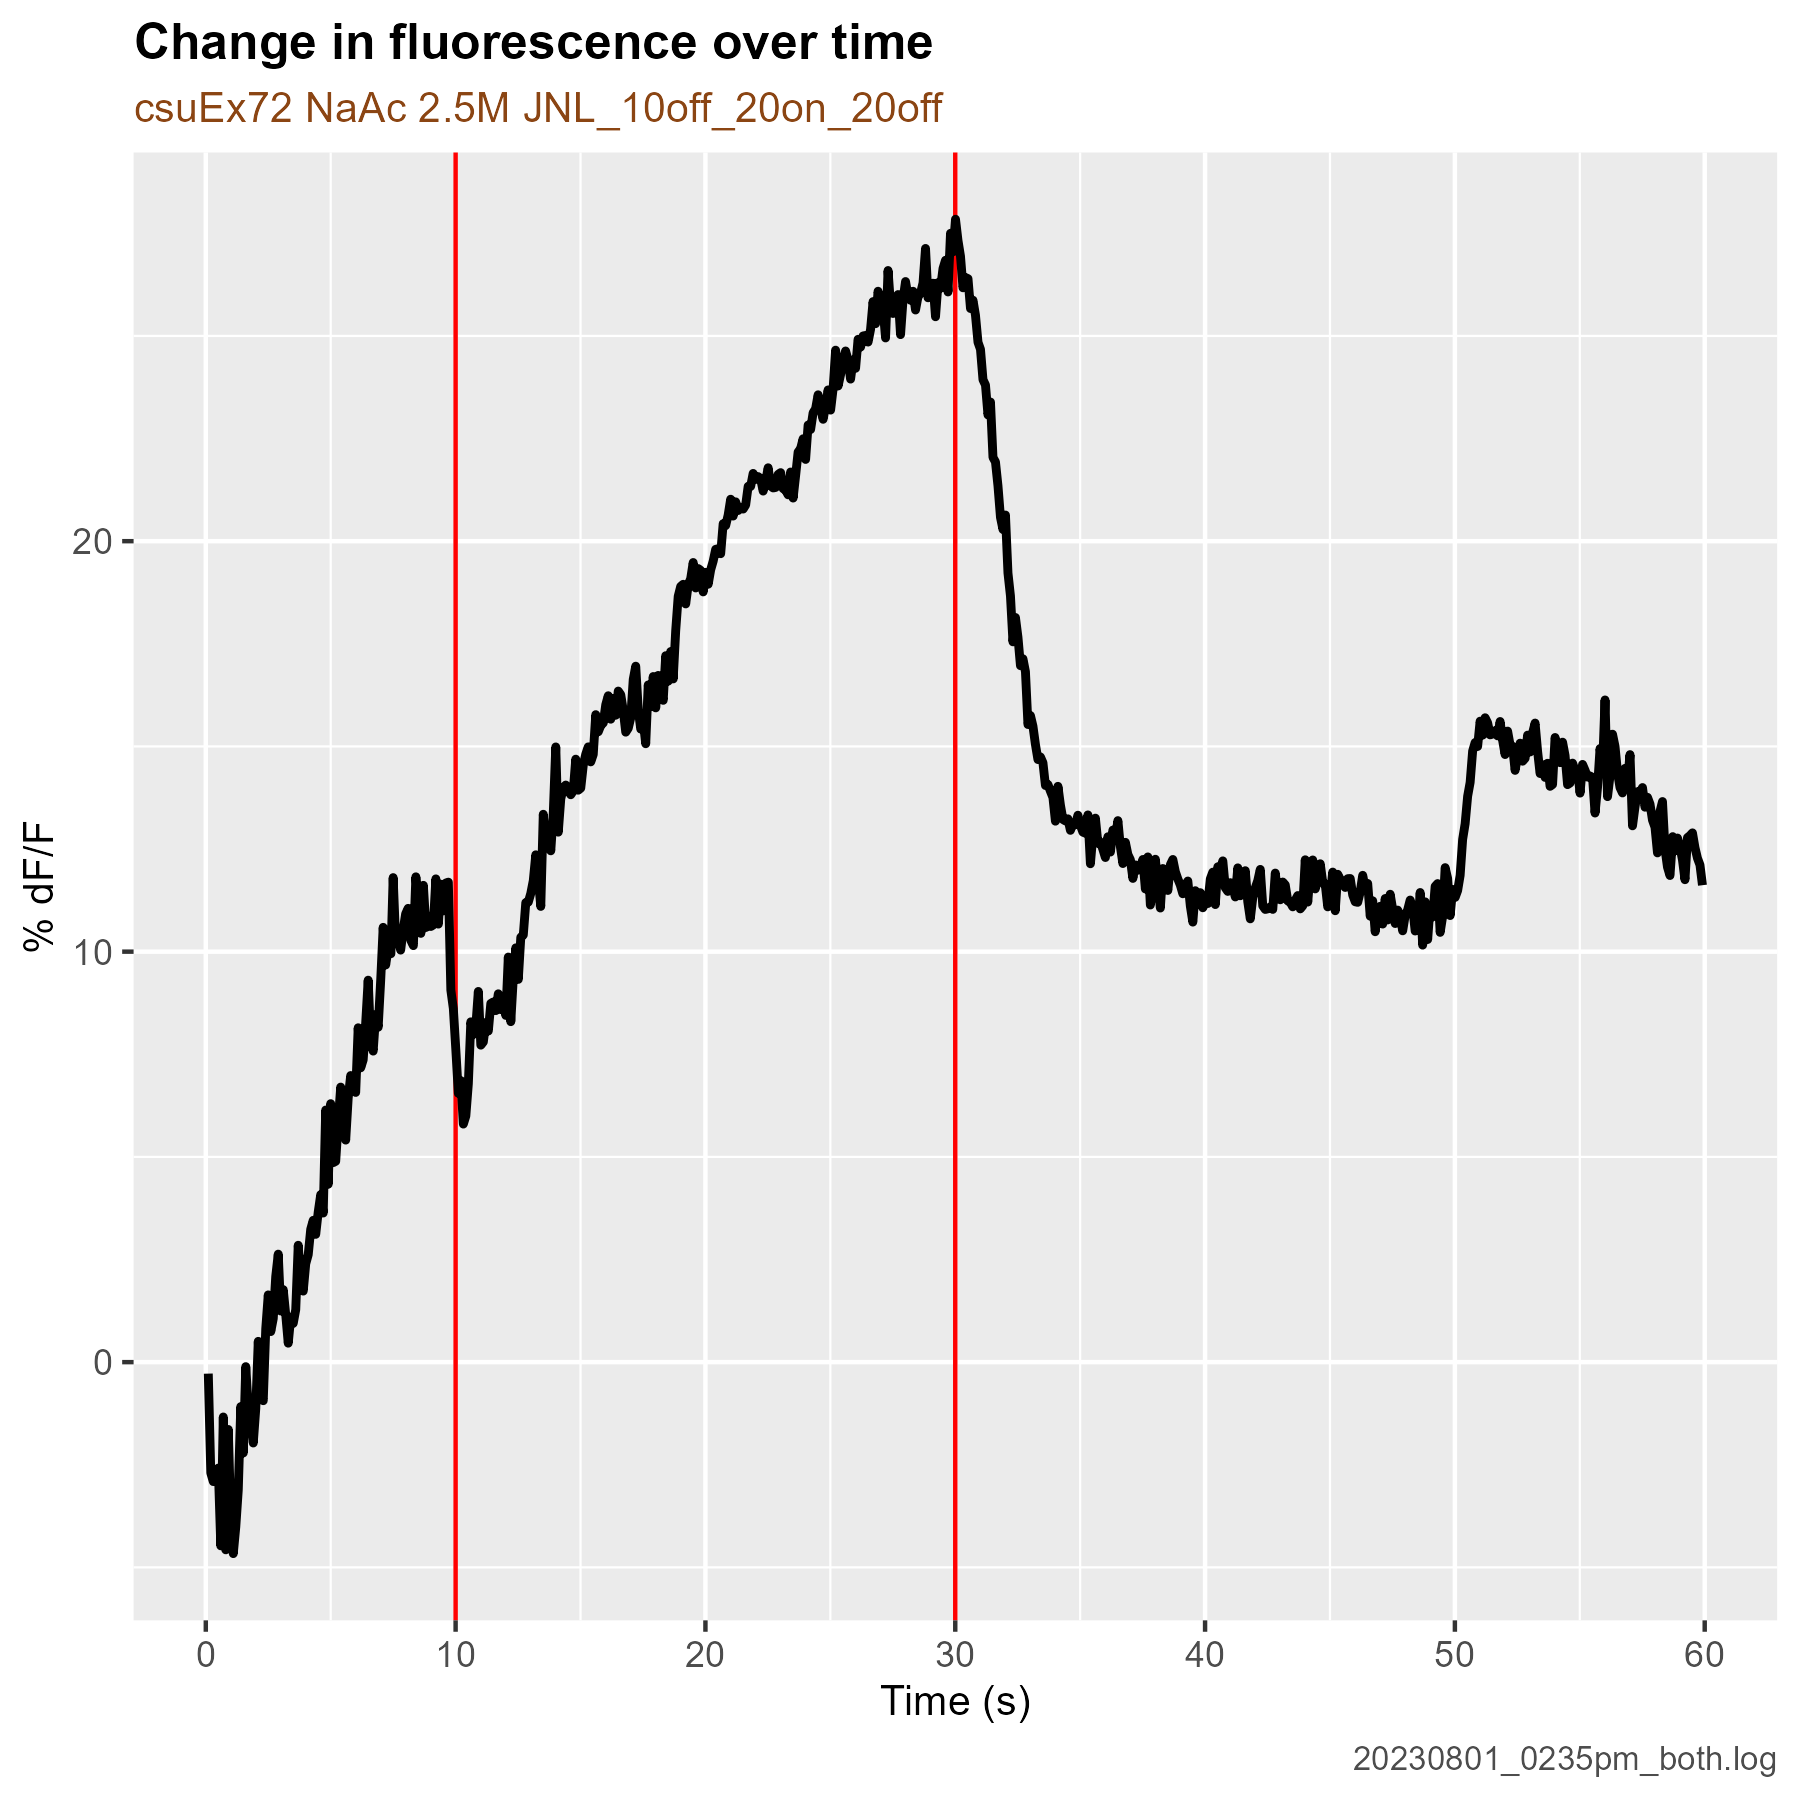 Change in fluorescence over time
csuEx72 NaAc 2.5M JNL_10off_20on_20off
% dF/F
20
10
0
0 10 20 30 40 50 60
Time (s)
20230801_0235pm_both.log